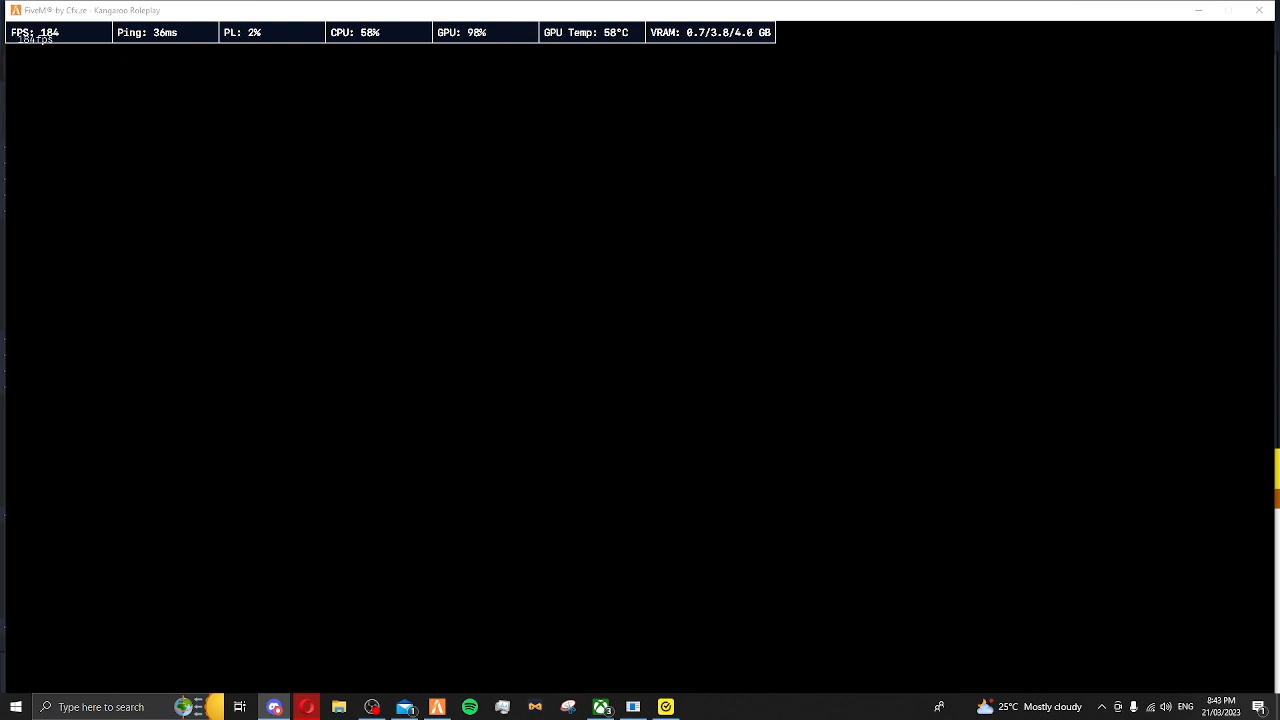 FiveM® by Cfx.re - Kangaroo Roleplay
FPS: 184
Ping: 36ms
PL: 2%
CPU: 58%
GPU: 98%
GPU Temp: 58°C
VRAM: 0.7/3.8/4.0 GB
184fps
Type here to search
25°C Mostly cloudy
ENG
8:43 PM
21/03/2023